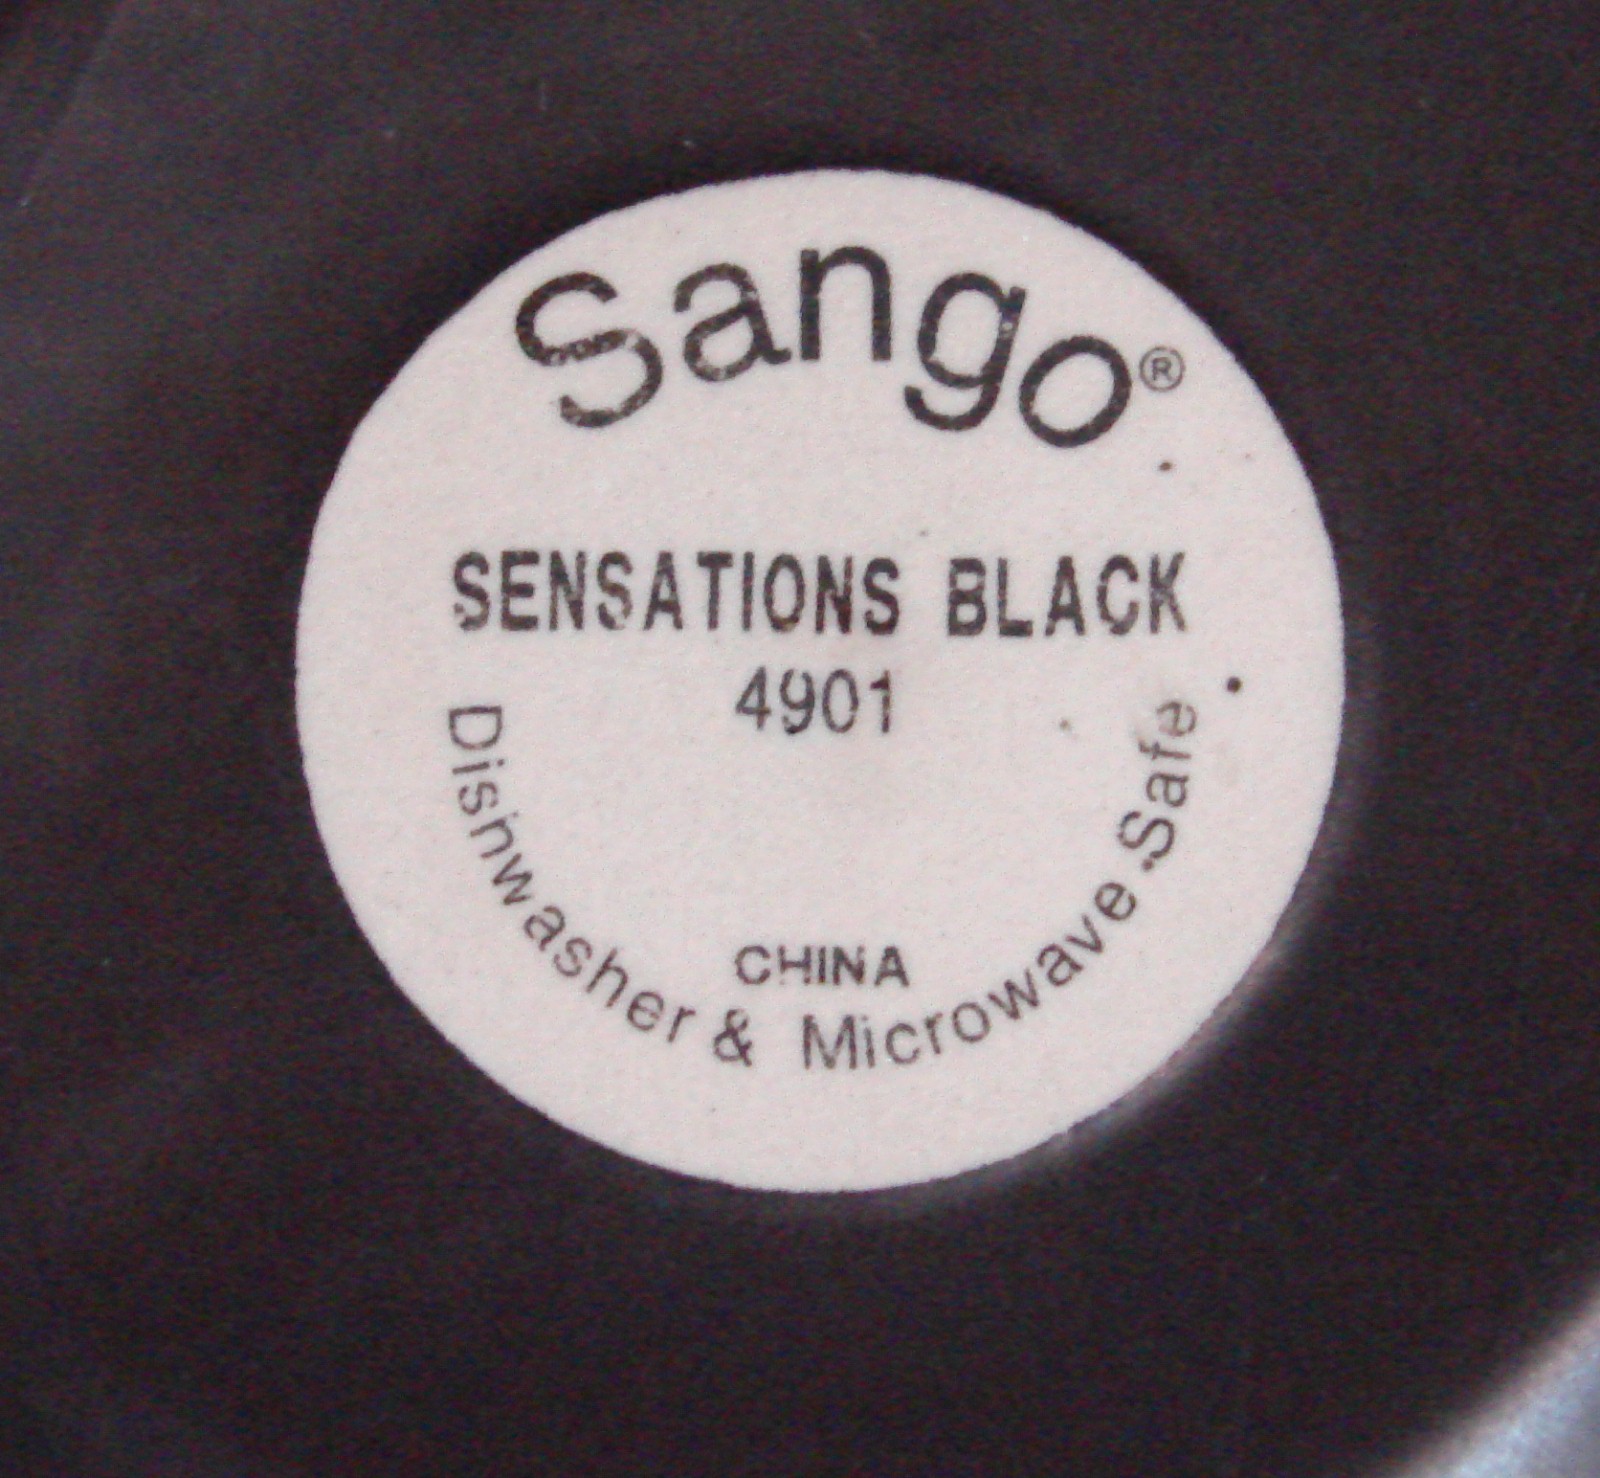 Sango®
SENSATIONS BLACK
4901
CHINA
Dishwasher & Microwave Safe